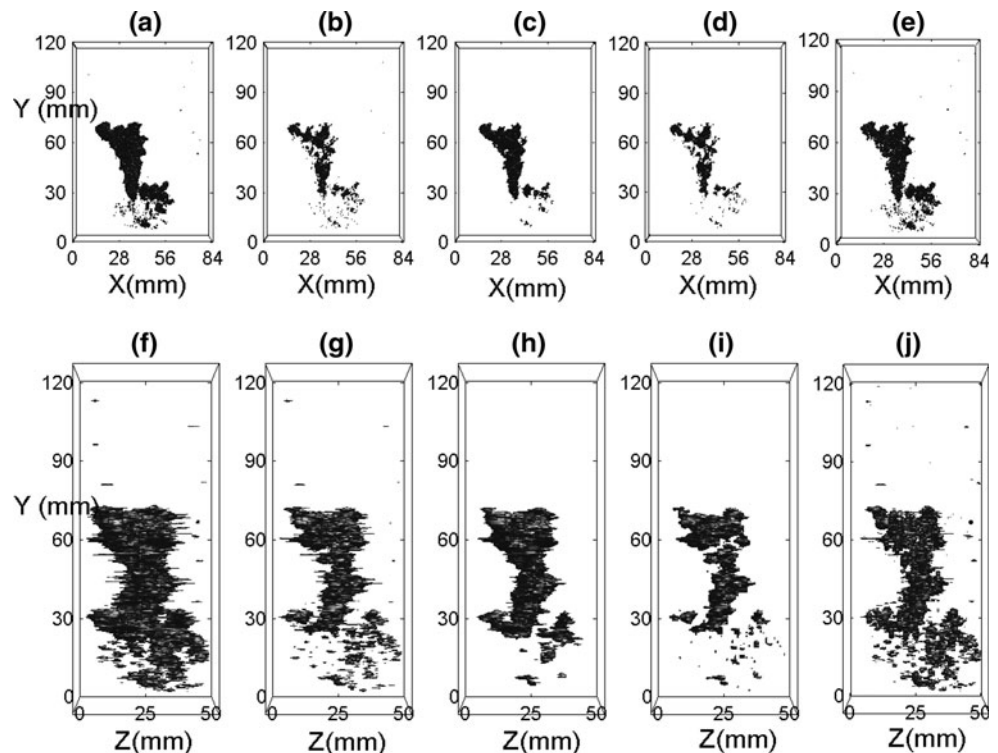 (a) (b) (c) (d) (e)
120 120 120 120 120
90 90 90 90 90
Y (mm)
60 60 60 60 60
30 30 30 30 30
0 0 0 0 0
0 28 56 84 0 28 56 84 0 28 56 84 0 28 56 84 0 28 56 84
X(mm) X(mm) X(mm) X(mm) X(mm)
(f) (g) (h) (i) (j)
120 120 120 120 120
90 90 90 90 90
Y (mm)
60 60 60 60 60
30 30 30 30 30
0 0 0 0 0
0 25 50 0 25 50 0 25 50 0 25 50 0 25 50
Z(mm) Z(mm) Z(mm) Z(mm) Z(mm)